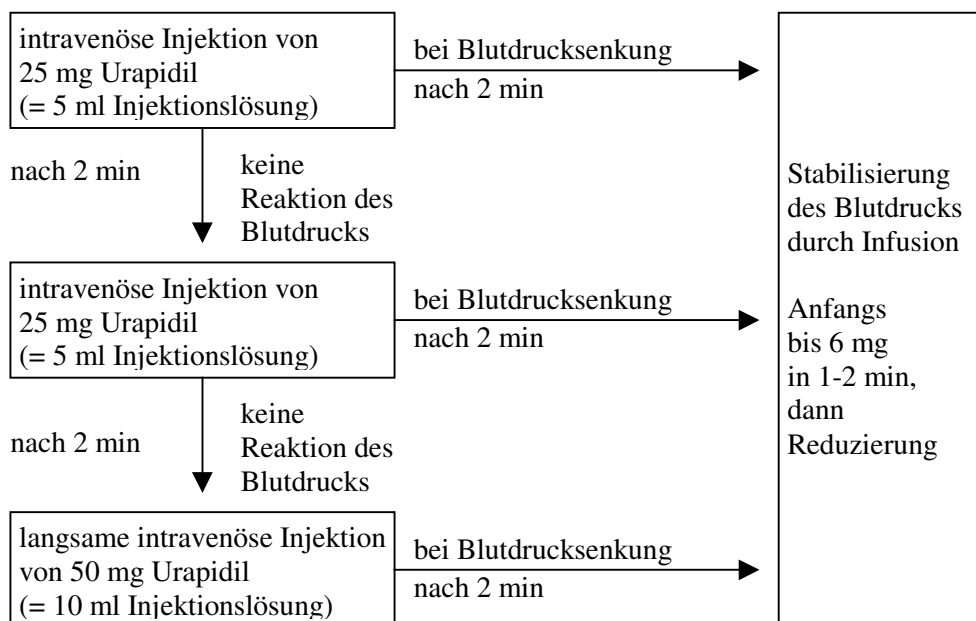 intravenöse Injektion von
25 mg Urapidil
(= 5 ml Injektionslösung)
bei Blutdrucksenkung
nach 2 min
nach 2 min
keine
Reaktion des
Blutdrucks
intravenöse Injektion von
25 mg Urapidil
(= 5 ml Injektionslösung)
bei Blutdrucksenkung
nach 2 min
nach 2 min
keine
Reaktion des
Blutdrucks
langsame intravenöse Injektion
von 50 mg Urapidil
(= 10 ml Injektionslösung)
bei Blutdrucksenkung
nach 2 min
Stabilisierung
des Blutdrucks
durch Infusion
Anfangs
bis 6 mg
in 1-2 min,
dann
Reduzierung